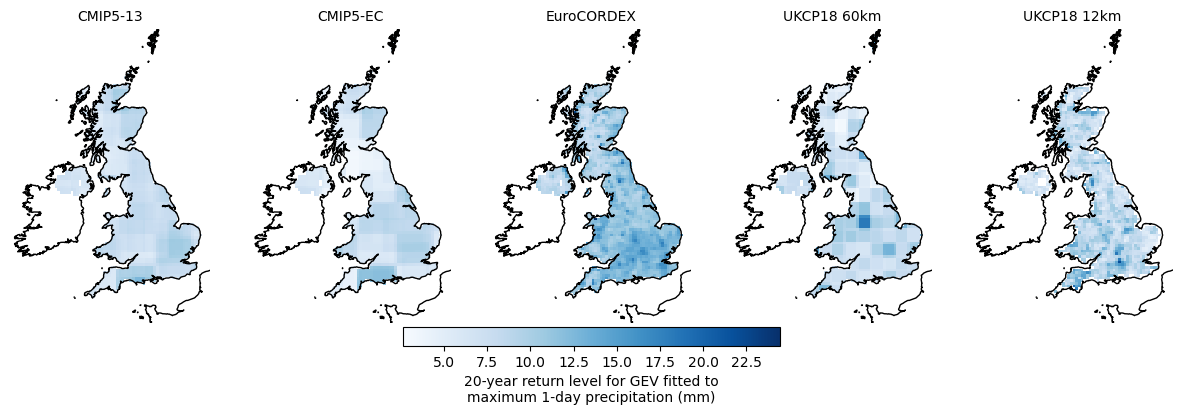 CMIP5-13
CMIP5-EC
EuroCORDEX
UKCP18 60km
UKCP18 12km
5.0 7.5 10.0 12.5 15.0 17.5 20.0 22.5
20-year return level for GEV fitted to
maximum 1-day precipitation (mm)